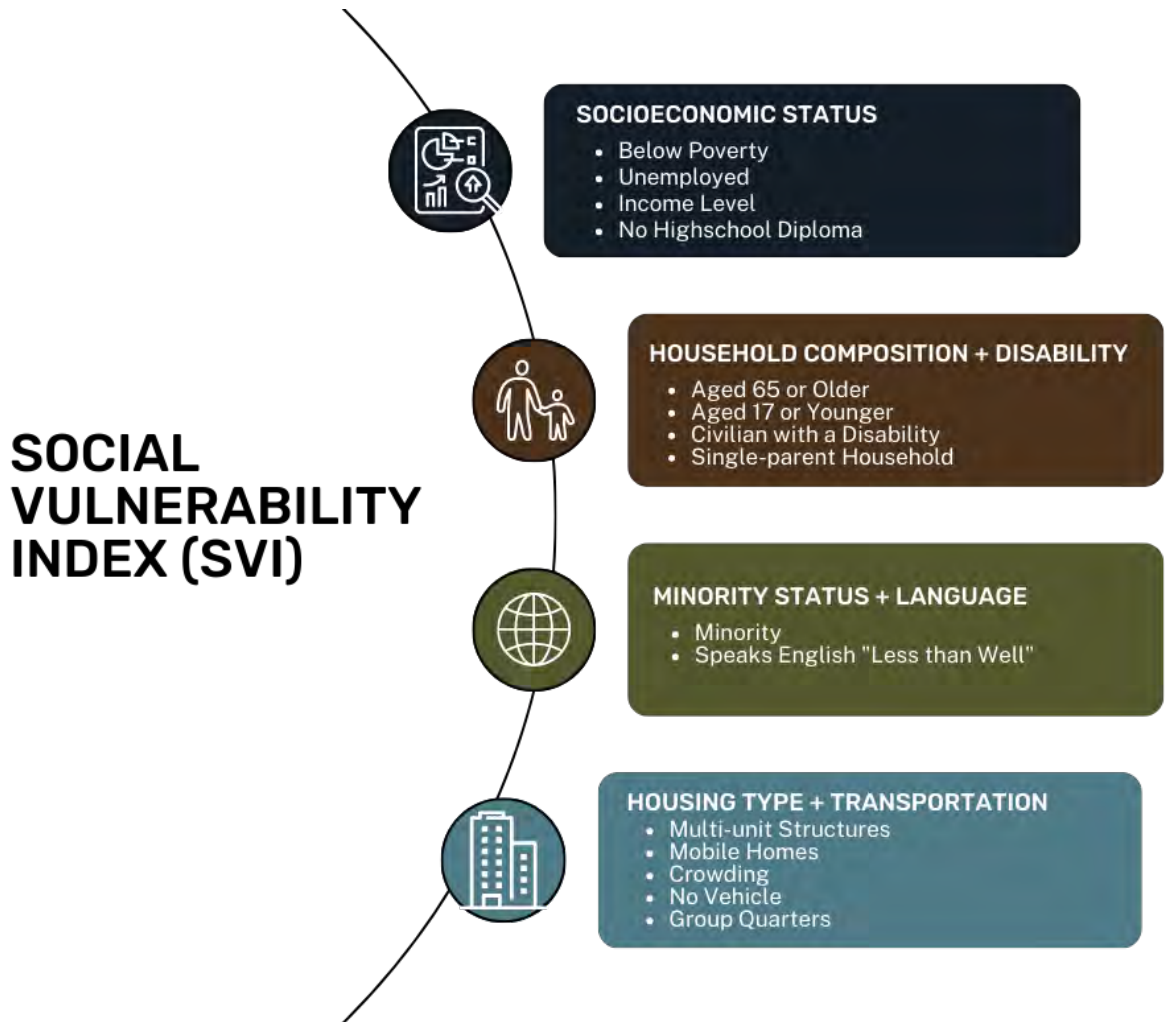 SOCIAL
VULNERABILITY
INDEX (SVI)
SOCIOECONOMIC STATUS
• Below Poverty
• Unemployed
• Income Level
• No Highschool Diploma
HOUSEHOLD COMPOSITION + DISABILITY
• Aged 65 or Older
• Aged 17 or Younger
• Civilian with a Disability
• Single-parent Household
MINORITY STATUS + LANGUAGE
• Minority
• Speaks English "Less than Well"
HOUSING TYPE + TRANSPORTATION
• Multi-unit Structures
• Mobile Homes
• Crowding
• No Vehicle
• Group Quarters